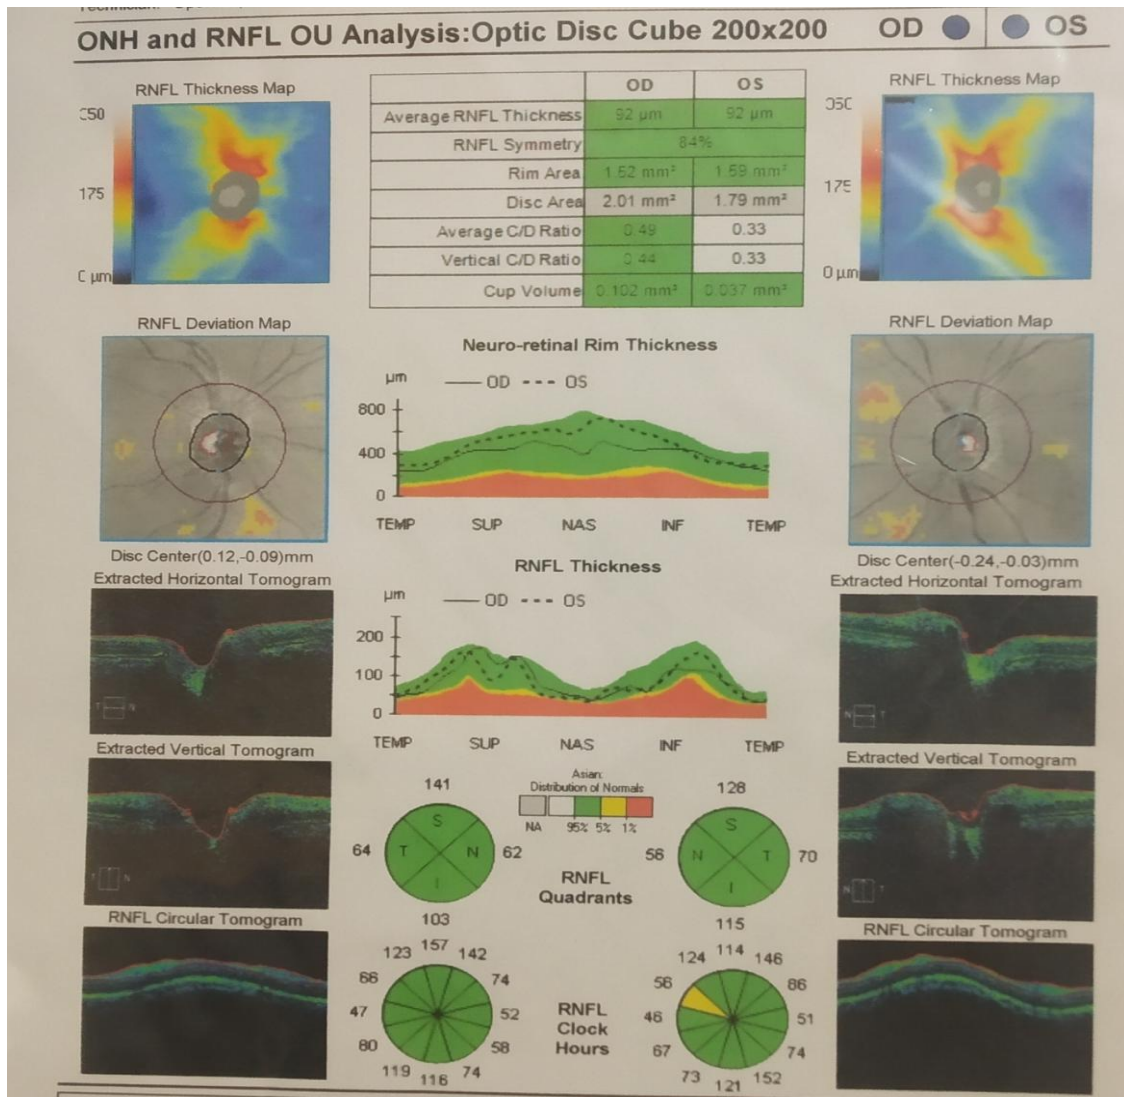 ONH and RNFL OU Analysis:Optic Disc Cube 200x200 OD OS
RNFL Thickness Map
350
175
0 µm
OD OS
Average RNFL Thickness 92 µm 92 µm
RNFL Symmetry 84%
Rim Area 1.52 mm² 1.59 mm²
Disc Area 2.01 mm² 1.79 mm²
Average C/D Ratio 0.49 0.33
Vertical C/D Ratio 0.44 0.33
Cup Volume 0.102 mm³ 0.037 mm³
RNFL Thickness Map
350
175
0 µm
RNFL Deviation Map
Disc Center(0.12,-0.09)mm
Extracted Horizontal Tomogram
T N
Extracted Vertical Tomogram
T N
RNFL Circular Tomogram
Neuro-retinal Rim Thickness
µm OD OS
800
400
0
TEMP SUP NAS INF TEMP
RNFL Thickness
µm OD OS
200
100
0
TEMP SUP NAS INF TEMP
Asian:
Distribution of Normals
NA 95% 5% 1%
141
S
64 T N 62
I
103
RNFL
Quadrants
128
S
58 N T 70
I
115
123 157 142
66 74
47 52
80 58
119 116 74
RNFL
Clock
Hours
124 114 146
56 86
46 51
67 74
73 121 152
RNFL Deviation Map
Disc Center(-0.24,-0.03)mm
Extracted Horizontal Tomogram
N T
Extracted Vertical Tomogram
N T
RNFL Circular Tomogram